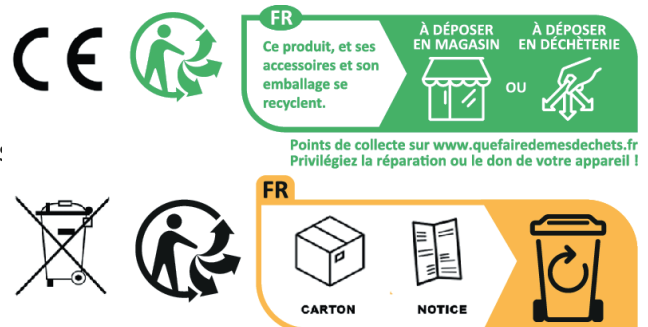 CE
FR
Ce produit, et ses
accessoires et son
emballage se
recyclent.
À DÉPOSER
EN MAGASIN
OU
À DÉPOSER
EN DÉCHÈTERIE
Points de collecte sur www.quefairedemesdechets.fr
Privilégiez la réparation ou le don de votre appareil !
FR
CARTON
NOTICE